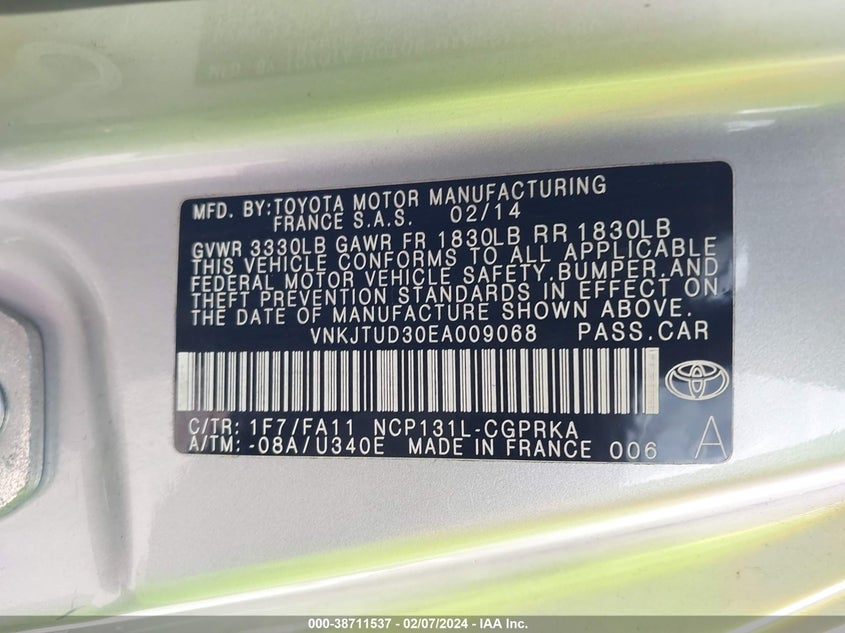 MFD. BY:TOYOTA MOTOR MANUFACTURING
FRANCE S.A.S. 02/14
GVWR 3330LB GAWR FR 1830LB RR 1830LB
THIS VEHICLE CONFORMS TO ALL APPLICABLE
FEDERAL MOTOR VEHICLE SAFETY,BUMPER,AND
THEFT PREVENTION STANDARDS IN EFFECT ON
THE DATE OF MANUFACTURE SHOWN ABOVE.
VNKJTUD30EA009068 PASS.CAR
C/TR: 1F7/FA11 NCP131L-CGPRKA
A/TM: -08A/U340E MADE IN FRANCE 006 A
000-38711537 - 02/07/2024 - IAA Inc.